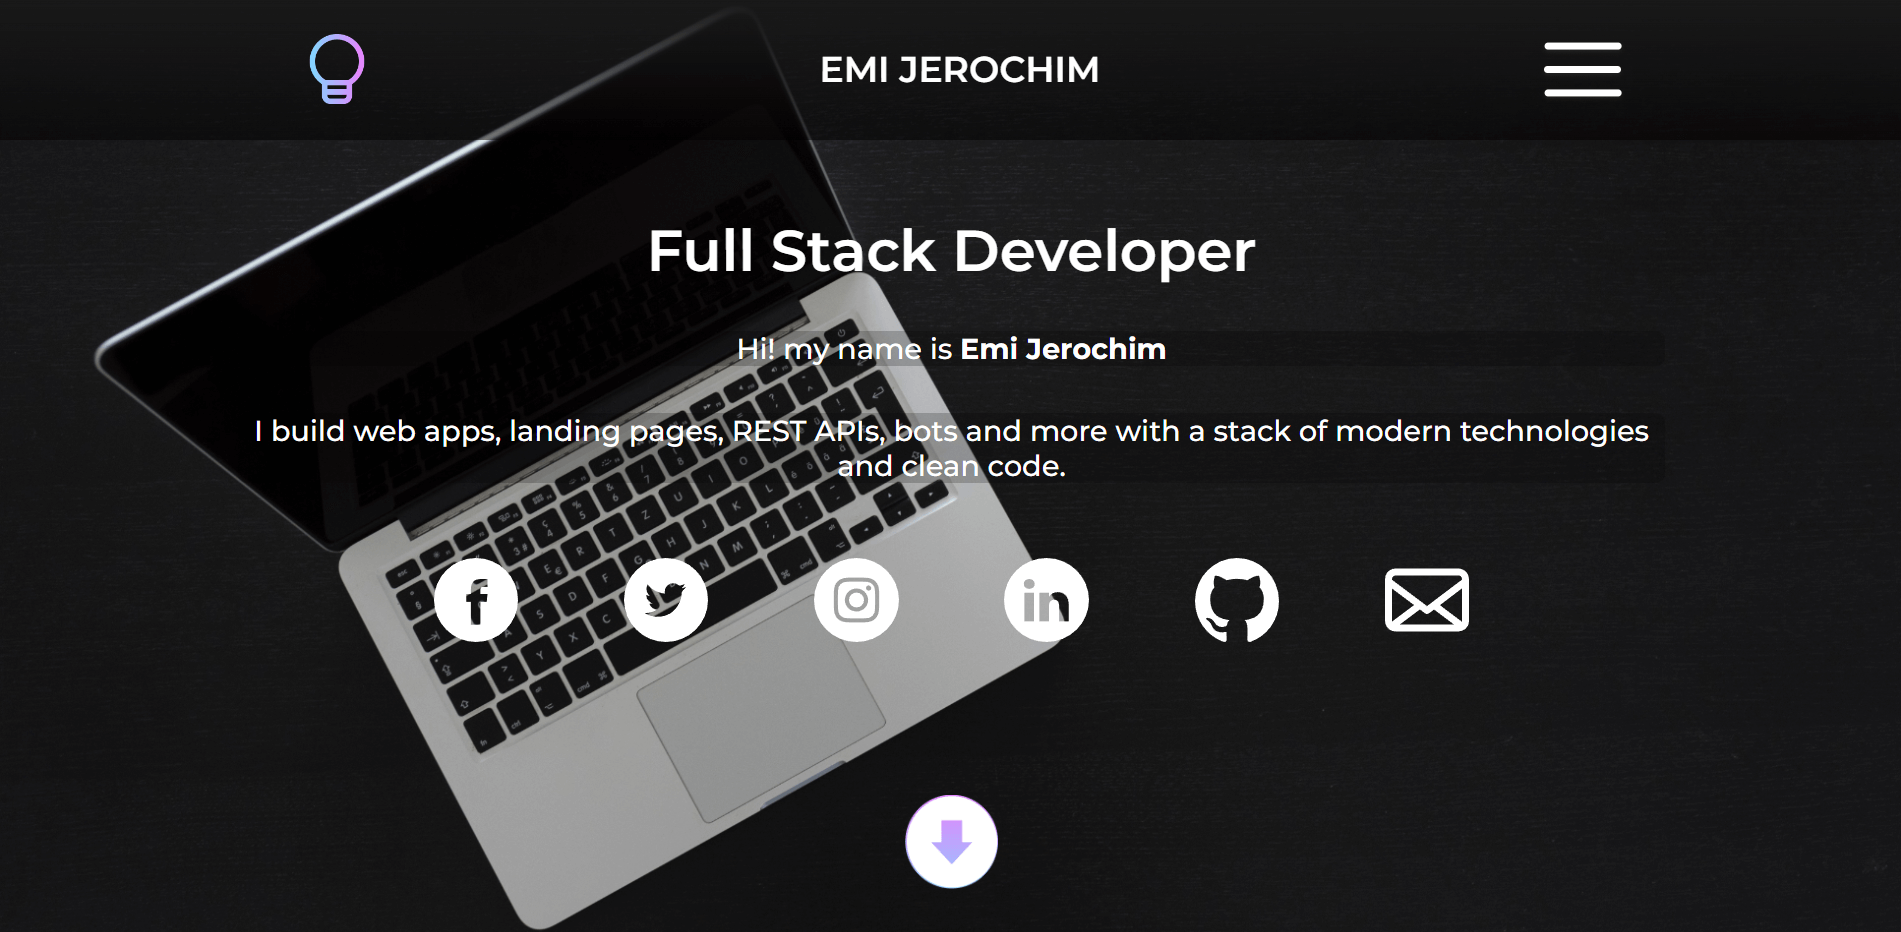 EMI JEROCHIM
Full Stack Developer
Hi! my name is Emi Jerochim
I build web apps, landing pages, REST APIs, bots and more with a stack of modern technologies
and clean code.